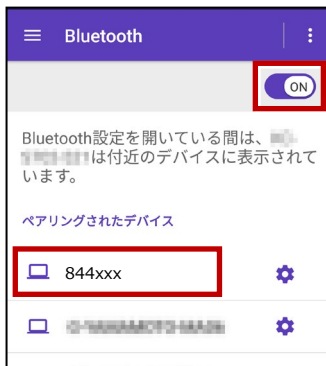 Bluetooth
ON
Bluetooth設定を開いている間は、
は付近のデバイスに表示されて
います。
ペアリングされたデバイス
844xxx